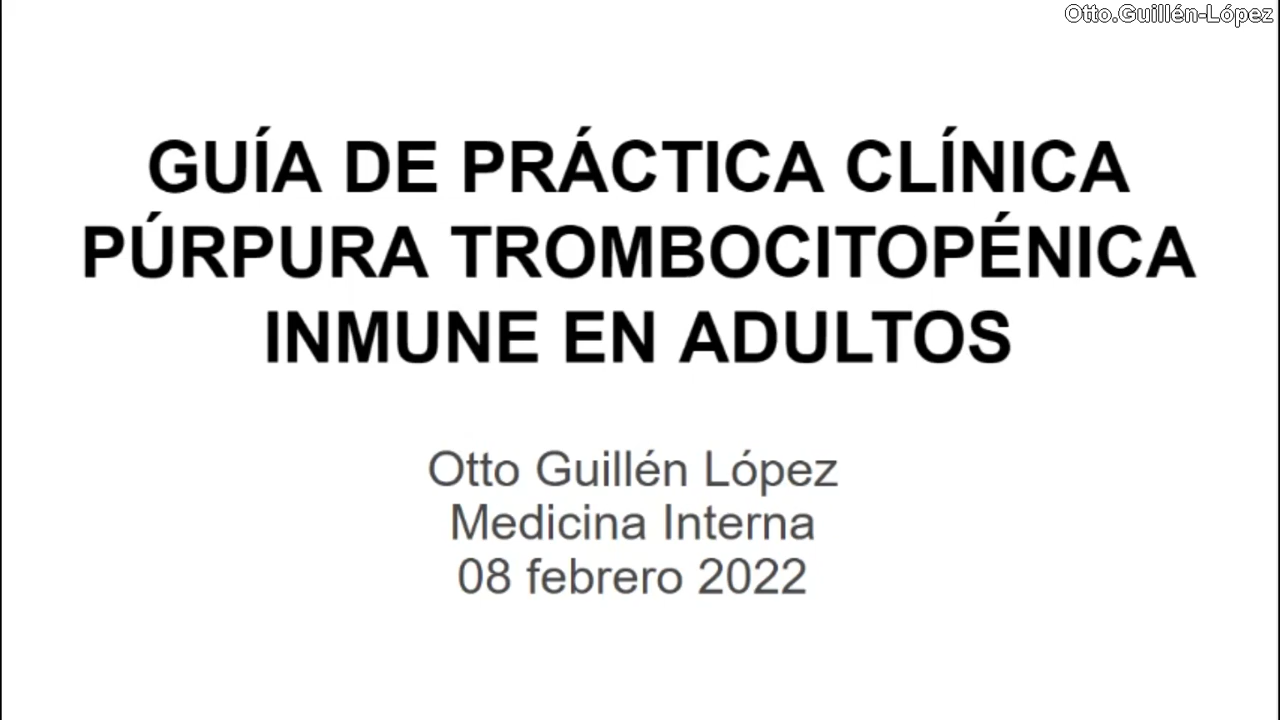 Otto.Guillén-López
GUÍA DE PRÁCTICA CLÍNICA
PÚRPURA TROMBOCITOPÉNICA
INMUNE EN ADULTOS
Otto Guillén López
Medicina Interna
08 febrero 2022